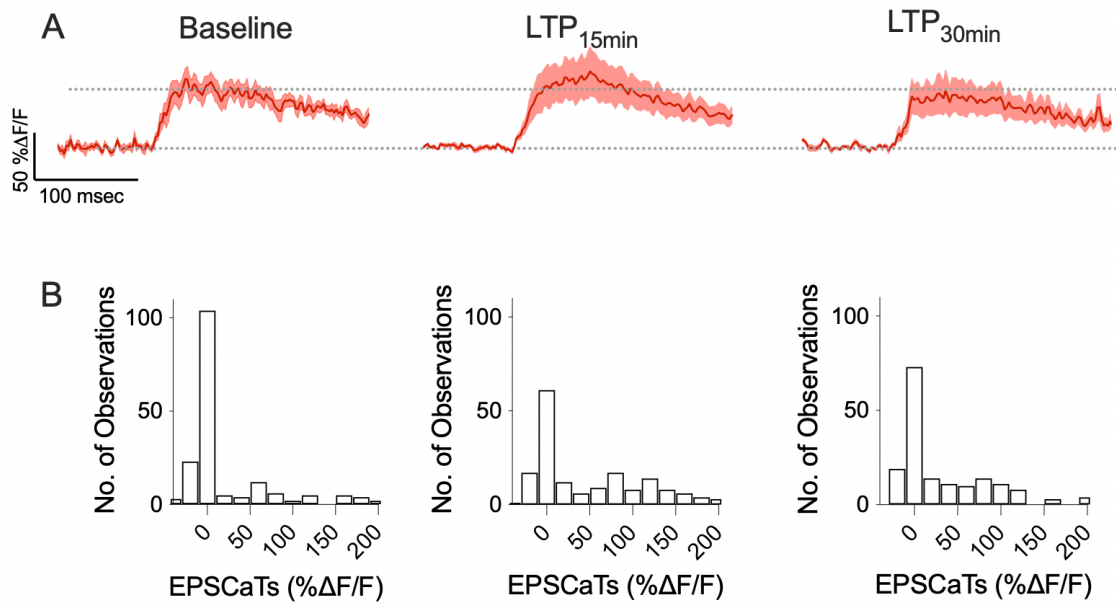 A
Baseline
LTP15min
LTP30min
50 %ΔF/F
100 msec
B
No. of Observations
100
50
0
0
50
100
150
200
EPSCaTs (%ΔF/F)
No. of Observations
100
50
0
0
50
100
150
200
EPSCaTs (%ΔF/F)
No. of Observations
100
50
0
0
50
100
150
200
EPSCaTs (%ΔF/F)